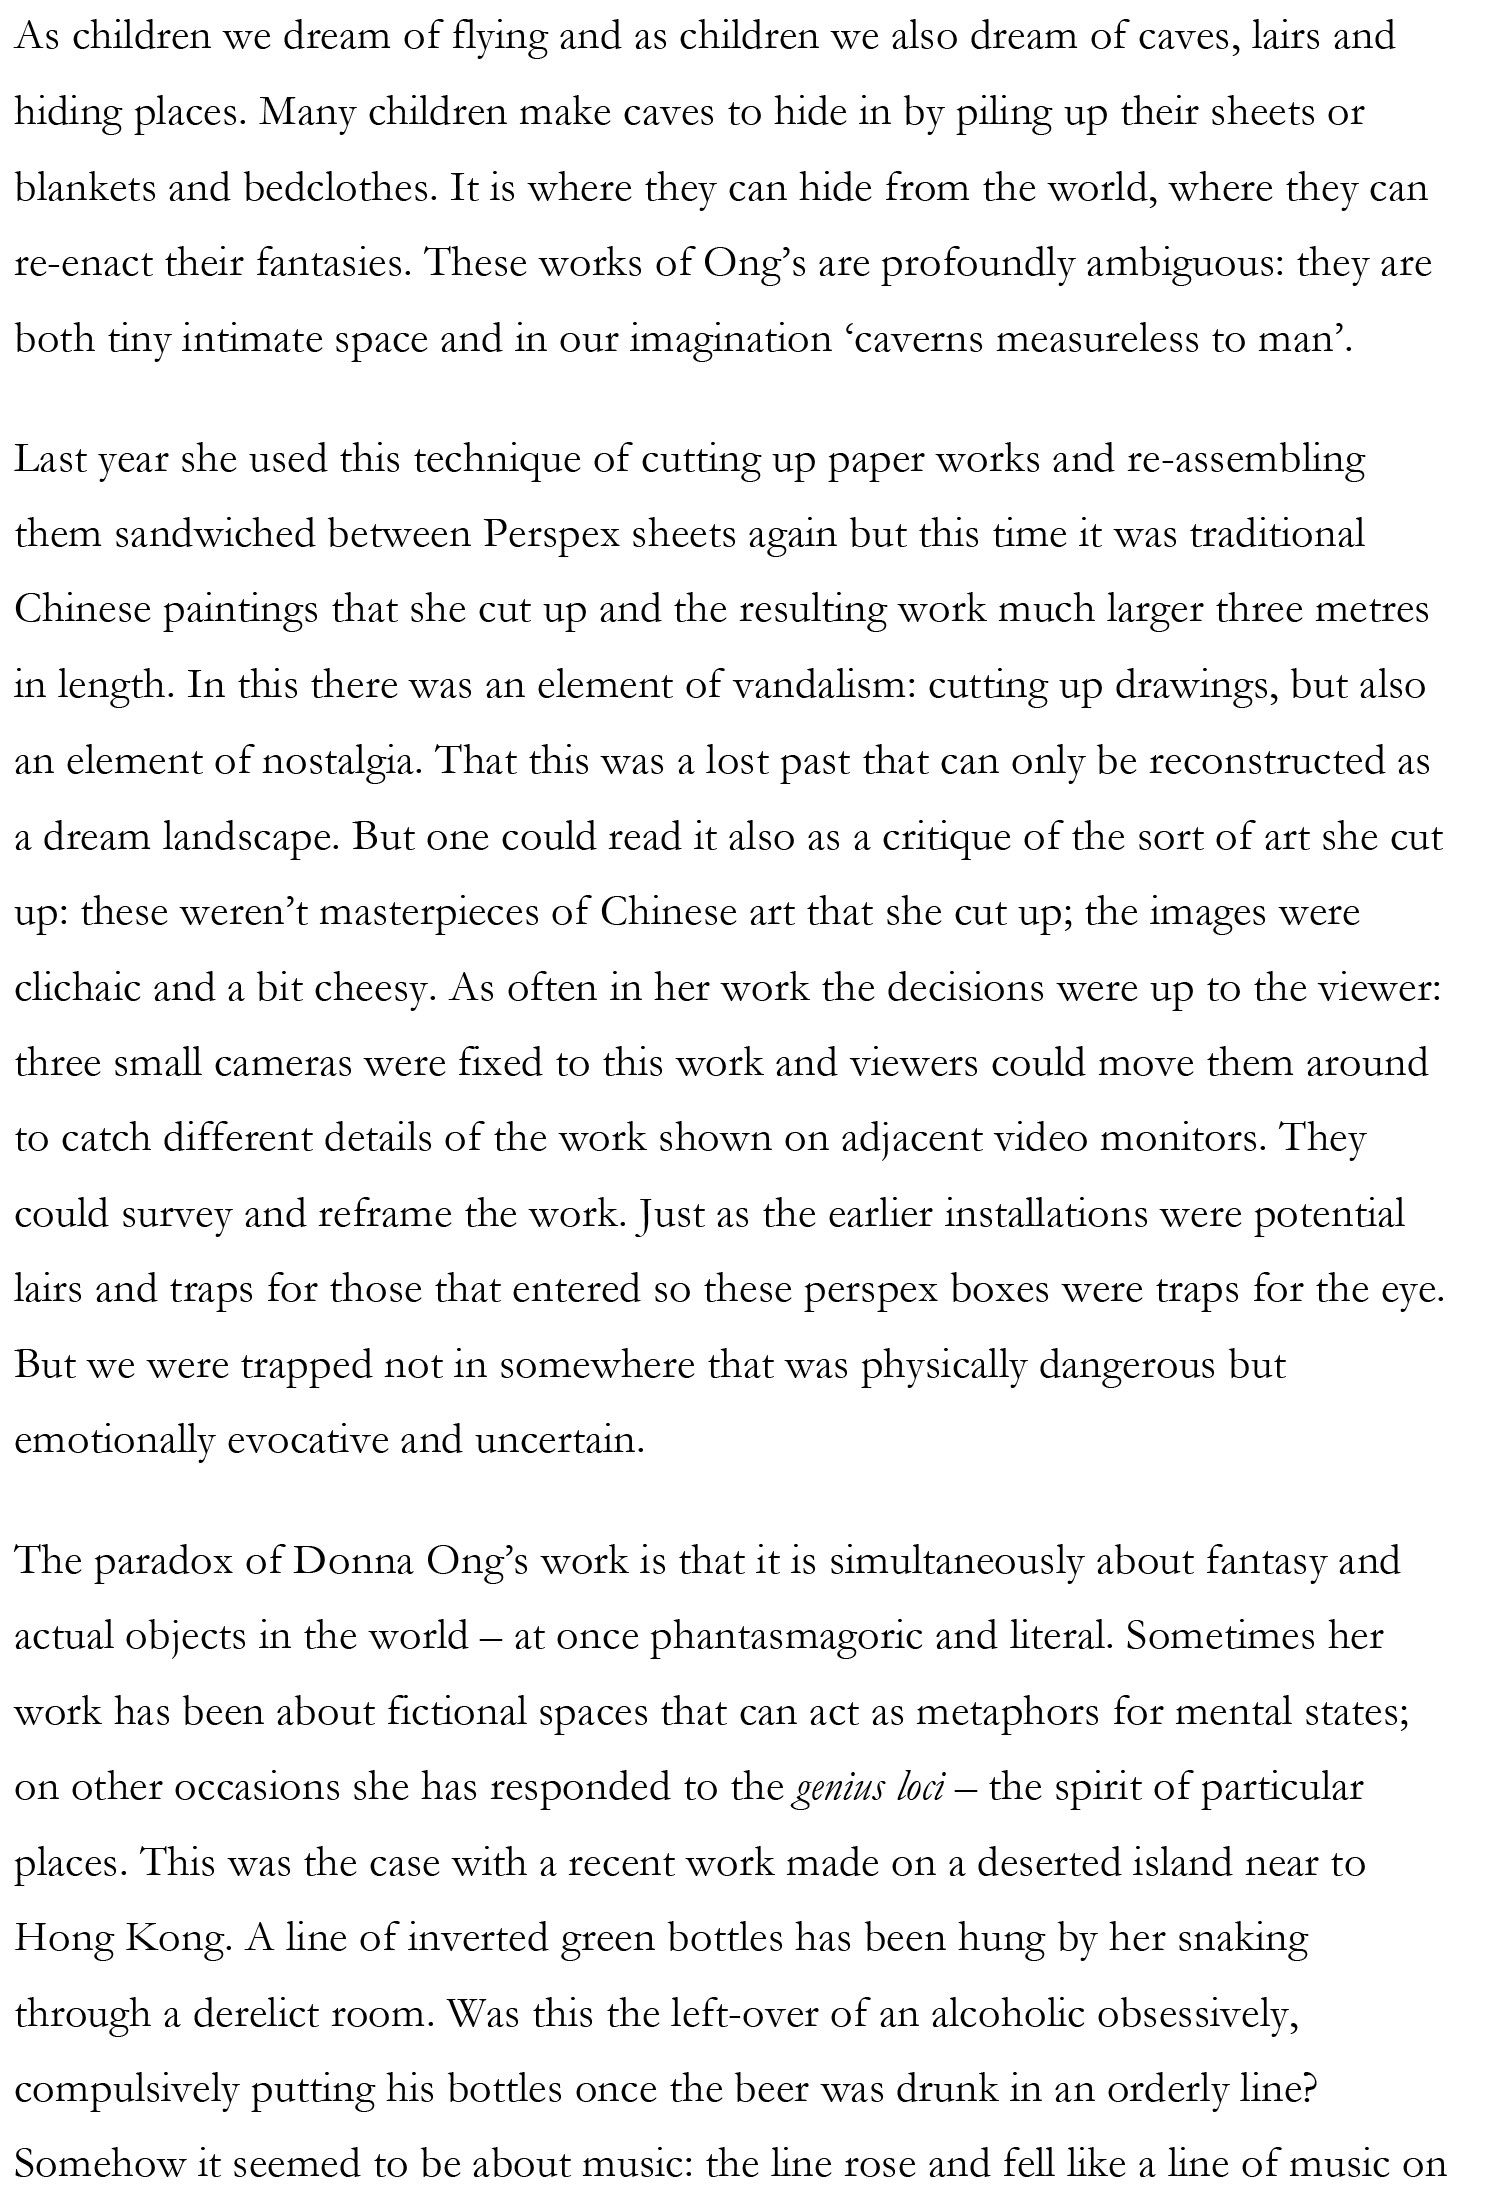 As children we dream of flying and as children we also dream of caves, lairs and
hiding places. Many children make caves to hide in by piling up their sheets or
blankets and bedclothes. It is where they can hide from the world, where they can
re-enact their fantasies. These works of Ong’s are profoundly ambiguous: they are
both tiny intimate space and in our imagination ‘caverns measureless to man’.
Last year she used this technique of cutting up paper works and re-assembling
them sandwiched between Perspex sheets again but this time it was traditional
Chinese paintings that she cut up and the resulting work much larger three metres
in length. In this there was an element of vandalism: cutting up drawings, but also
an element of nostalgia. That this was a lost past that can only be reconstructed as
a dream landscape. But one could read it also as a critique of the sort of art she cut
up: these weren’t masterpieces of Chinese art that she cut up; the images were
clichaic and a bit cheesy. As often in her work the decisions were up to the viewer:
three small cameras were fixed to this work and viewers could move them around
to catch different details of the work shown on adjacent video monitors. They
could survey and reframe the work. Just as the earlier installations were potential
lairs and traps for those that entered so these perspex boxes were traps for the eye.
But we were trapped not in somewhere that was physically dangerous but
emotionally evocative and uncertain.
The paradox of Donna Ong’s work is that it is simultaneously about fantasy and
actual objects in the world – at once phantasmagoric and literal. Sometimes her
work has been about fictional spaces that can act as metaphors for mental states;
on other occasions she has responded to the genius loci – the spirit of particular
places. This was the case with a recent work made on a deserted island near to
Hong Kong. A line of inverted green bottles has been hung by her snaking
through a derelict room. Was this the left-over of an alcoholic obsessively,
compulsively putting his bottles once the beer was drunk in an orderly line?
Somehow it seemed to be about music: the line rose and fell like a line of music on